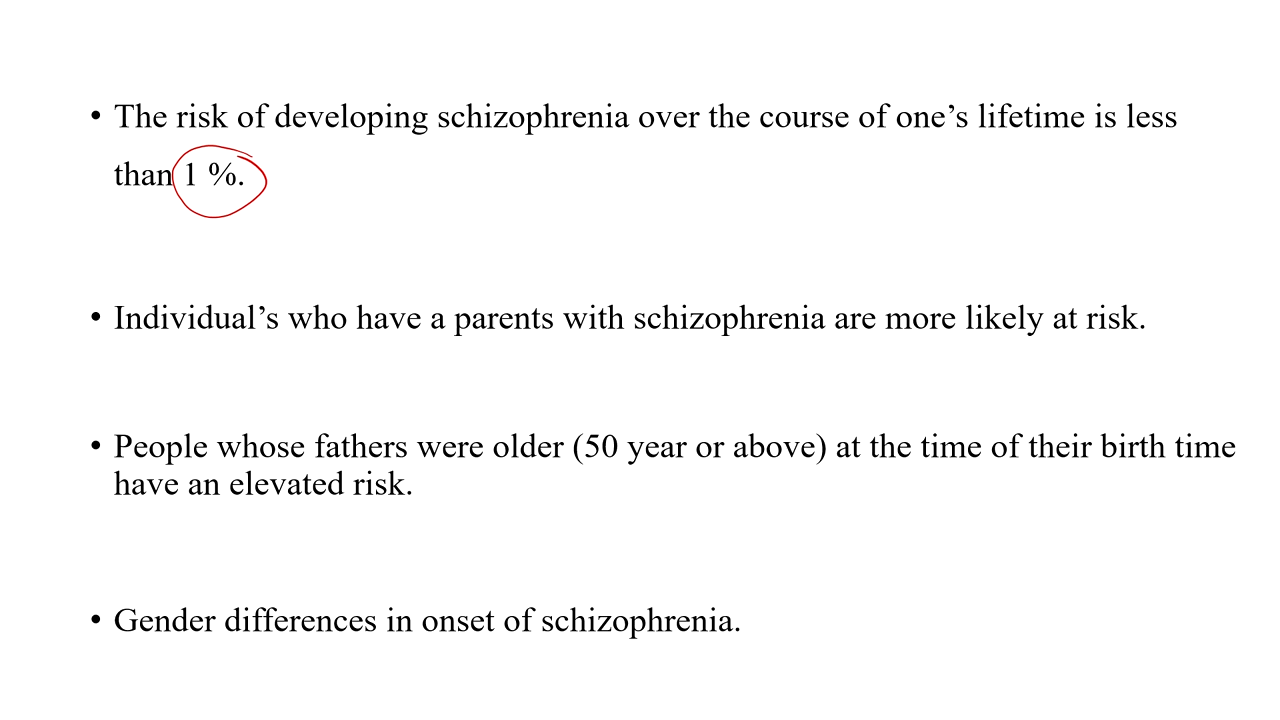 • The risk of developing schizophrenia over the course of one’s lifetime is less
than 1 %.
• Individual’s who have a parents with schizophrenia are more likely at risk.
• People whose fathers were older (50 year or above) at the time of their birth time
have an elevated risk.
• Gender differences in onset of schizophrenia.